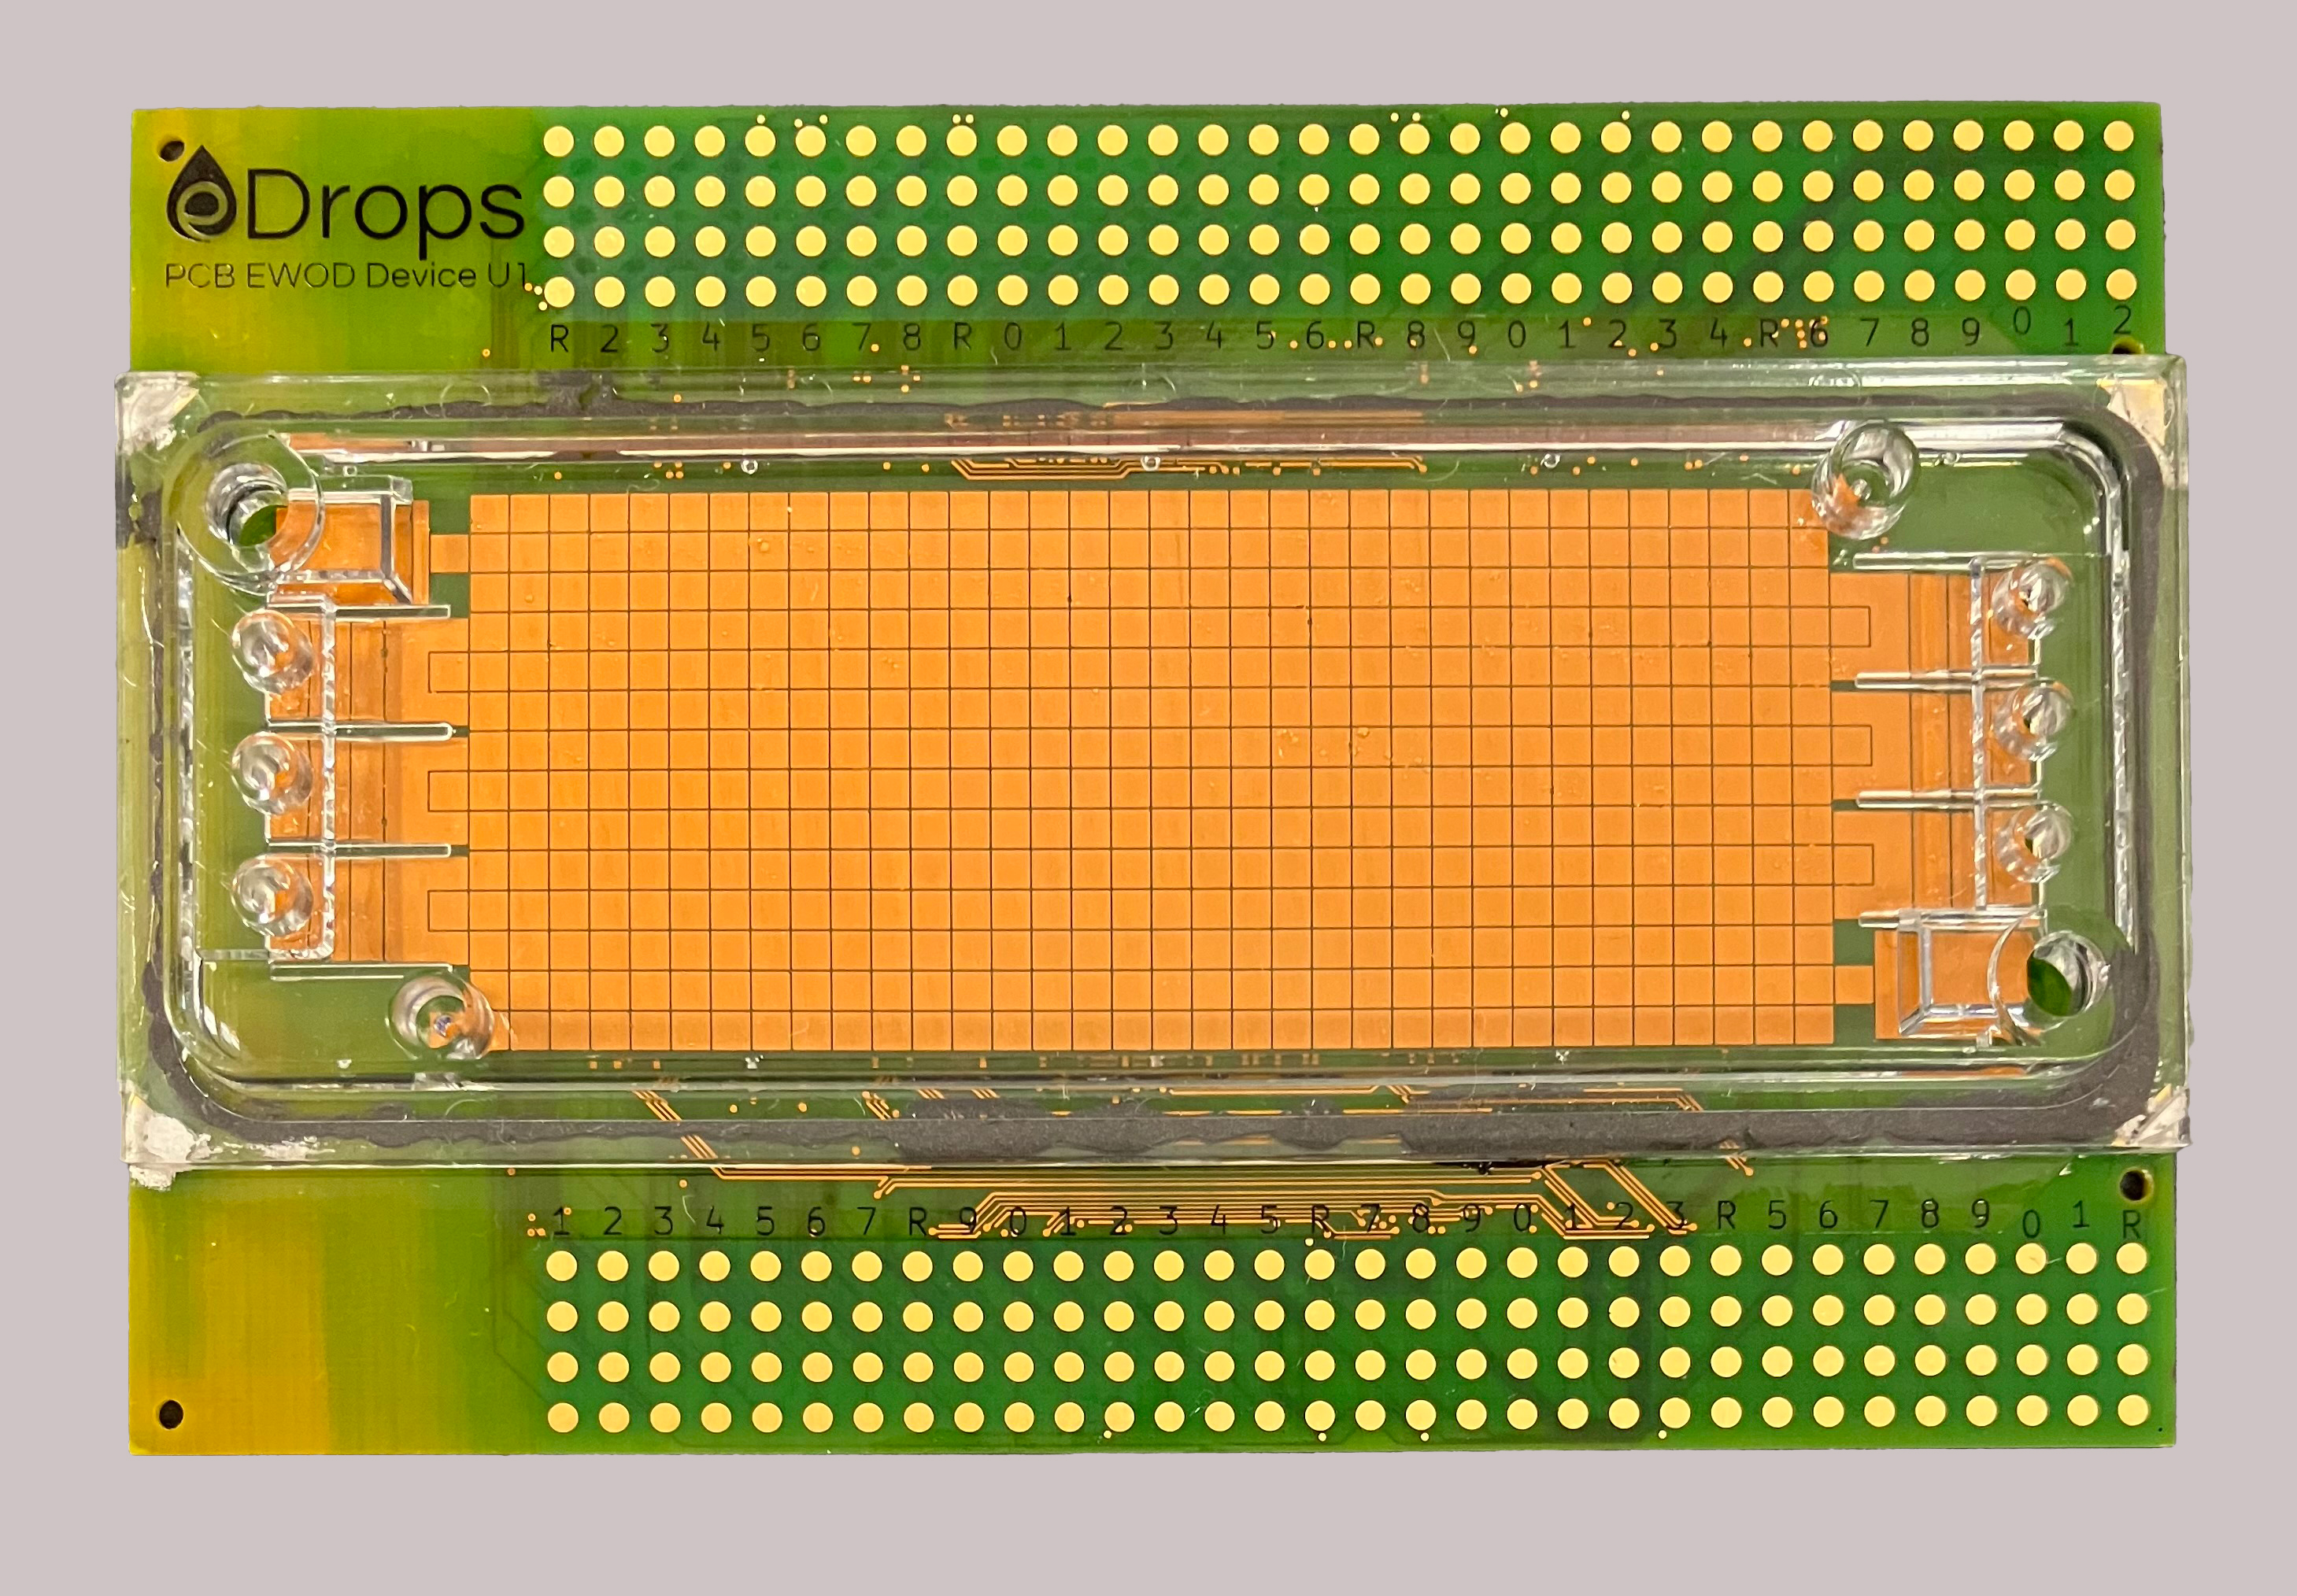 eDrops
PCB EWOD Device U1
R 2 3 4 5 6 7 8 R 0 1 2 3 4 5 6 R 8 9 0 1 2 3 4 R 6 7 8 9 0 1 2
1 2 3 4 5 6 7 R 9 0 1 2 3 4 5 R 7 8 9 0 1 2 3 R 5 6 7 8 9 0 1 R